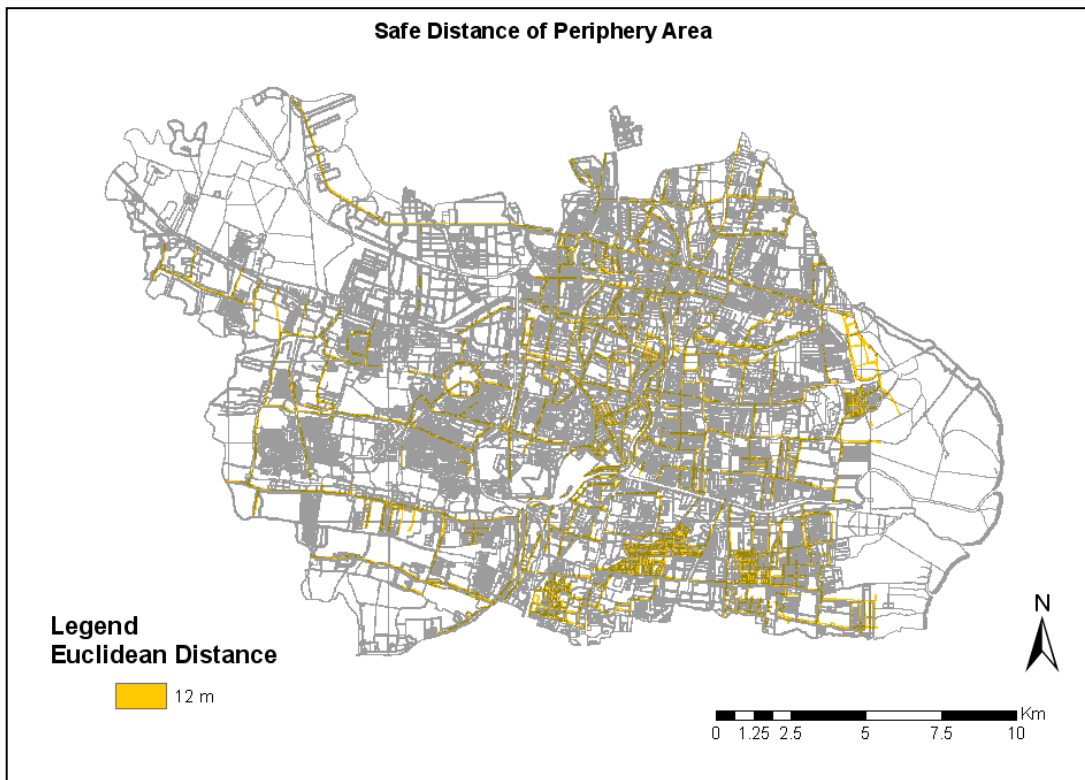 Safe Distance of Periphery Area
Legend
Euclidean Distance
12 m
N
Km
0 1.25 2.5 5 7.5 10